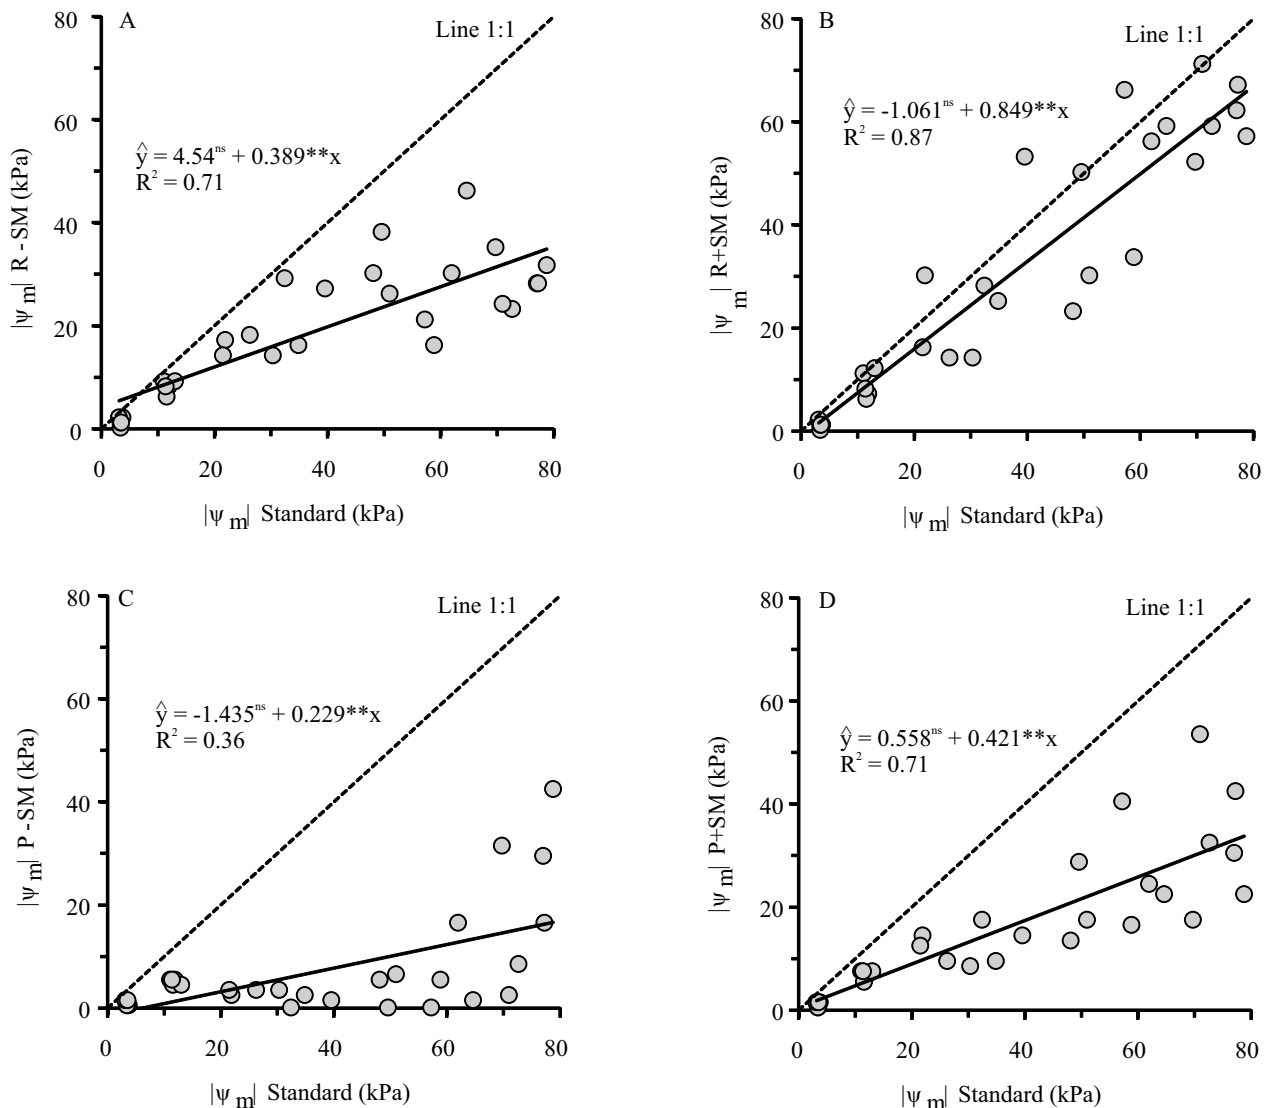 A
Line 1:1
ŷ = 4.54ns + 0.389**x
R2 = 0.71
|ψm| R - SM (kPa)
80
60
40
20
0
0 20 40 60 80
|ψm| Standard (kPa)
B
Line 1:1
ŷ = -1.061ns + 0.849**x
R2 = 0.87
|ψm| R+SM (kPa)
80
60
40
20
0
0 20 40 60 80
|ψm| Standard (kPa)
C
Line 1:1
ŷ = -1.435ns + 0.229**x
R2 = 0.36
|ψm| P -SM (kPa)
80
60
40
20
0
0 20 40 60 80
|ψm| Standard (kPa)
D
Line 1:1
ŷ = 0.558ns + 0.421**x
R2 = 0.71
|ψm| P+SM (kPa)
80
60
40
20
0
0 20 40 60 80
|ψm| Standard (kPa)